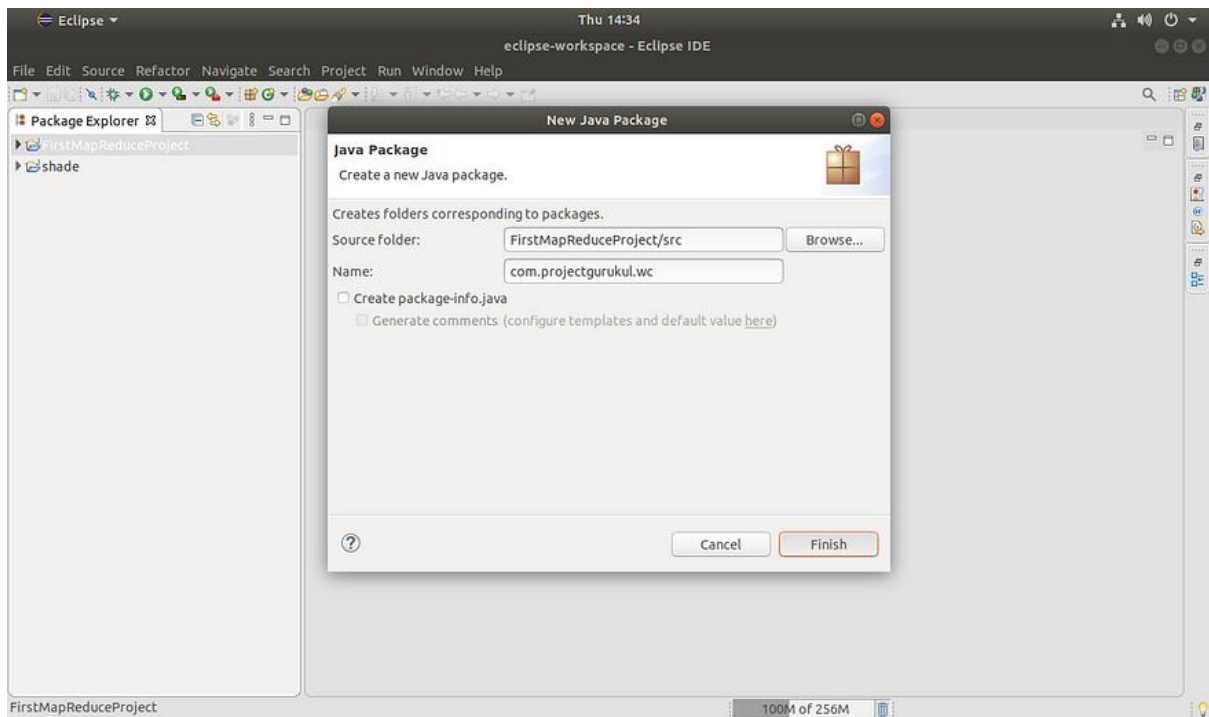 Eclipse
Thu 14:34
eclipse-workspace - Eclipse IDE
File Edit Source Refactor Navigate Search Project Run Window Help
Package Explorer
FirstMapReduceProject
shade
New Java Package
Java Package
Create a new Java package.
Creates folders corresponding to packages.
Source folder: FirstMapReduceProject/src Browse...
Name: com.projectgurukul.wc
Create package-info.java
Generate comments (configure templates and default value here)
Cancel Finish
FirstMapReduceProject
100M of 256M